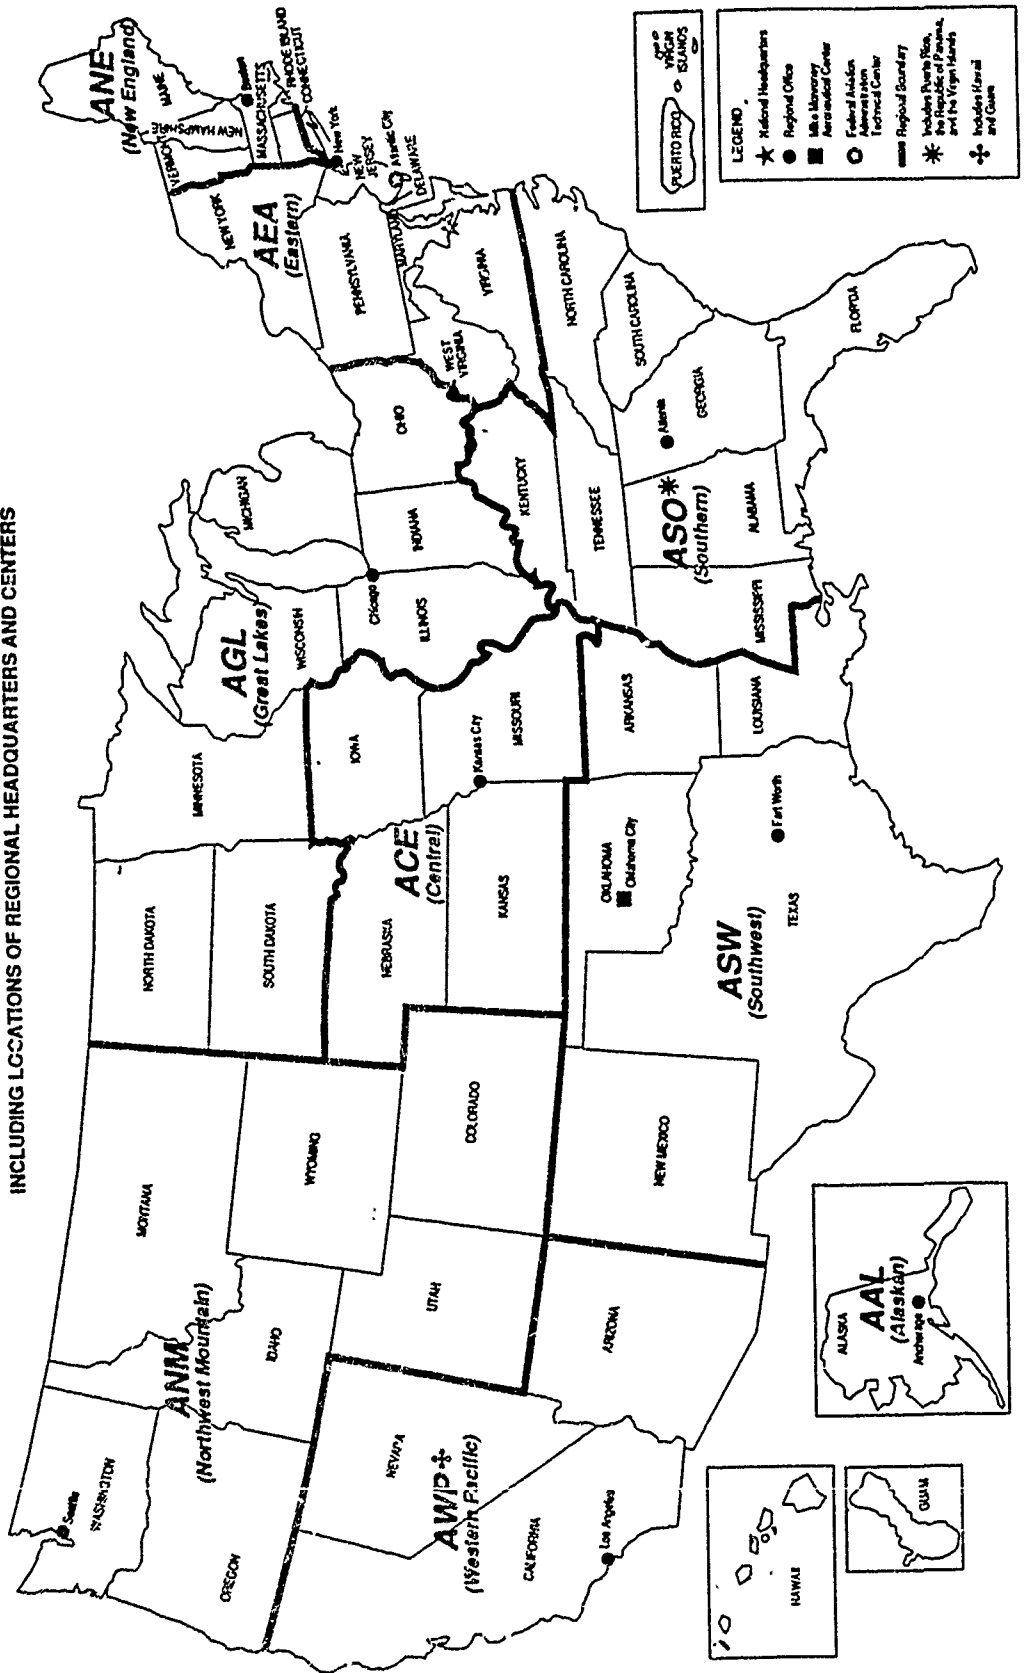 INCLUDING LOCATIONS OF REGIONAL HEADQUARTERS AND CENTERS
Seattle
WASHINGTON
OREGON
ANM
(Northwest Mountain)
IDAHO
MONTANA
WYOMING
UTAH
COLORADO
AWP✢
(Western Pacific)
NEVADA
CALIFORNIA
Los Angeles
ARIZONA
NEW MEXICO
NORTH DAKOTA
SOUTH DAKOTA
NEBRASKA
KANSAS
ACE
(Central)
IOWA
MISSOURI
Kansas City
MINNESOTA
AGL
(Great Lakes)
WISCONSIN
MICHIGAN
Chicago
ILLINOIS
INDIANA
OHIO
ASW
(Southwest)
OKLAHOMA
Oklahoma City
TEXAS
Fort Worth
ARKANSAS
LOUISIANA
ASO✳
(Southern)
KENTUCKY
TENNESSEE
MISSISSIPPI
ALABAMA
GEORGIA
Atlanta
FLORIDA
SOUTH CAROLINA
NORTH CAROLINA
AEA
(Eastern)
NEW YORK
PENNSYLVANIA
WEST
VIRGINIA
VIRGINIA
MARYLAND
DELAWARE
Atlantic City
NEW
JERSEY
New York
ANE
(New England)
MAINE
VERMONT
NEW HAMPSHIRE
Boston
MASSACHUSETTS
RHODE ISLAND
CONNECTICUT
HAWAII
GUAM
ALASKA
AAL
(Alaskan)
Anchorage
PUERTO RICO
VIRGIN
ISLANDS
LEGEND
★ National Headquarters
● Regional Office
■ Mike Monroney
Aeronautical Center
Federal Aviation
Administration
Technical Center
Regional Boundary
✳ Includes Puerto Rico,
the Republic of Panama,
and the Virgin Islands
✢ Includes Hawaii
and Guam